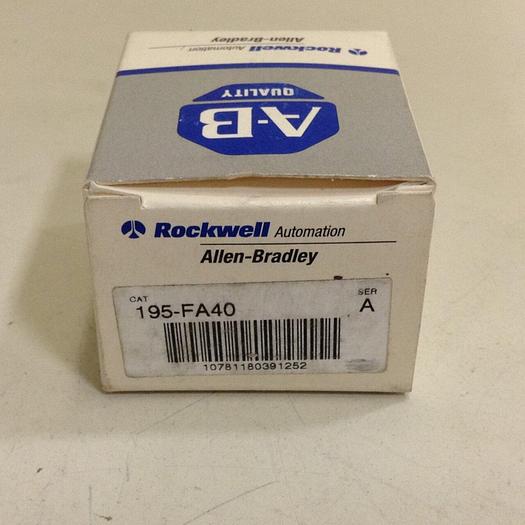 Allen-Bradley
Rockwell Automation
QUALITY
A-B
Rockwell Automation
Allen-Bradley
CAT
195-FA40
SER
A
10781180391252